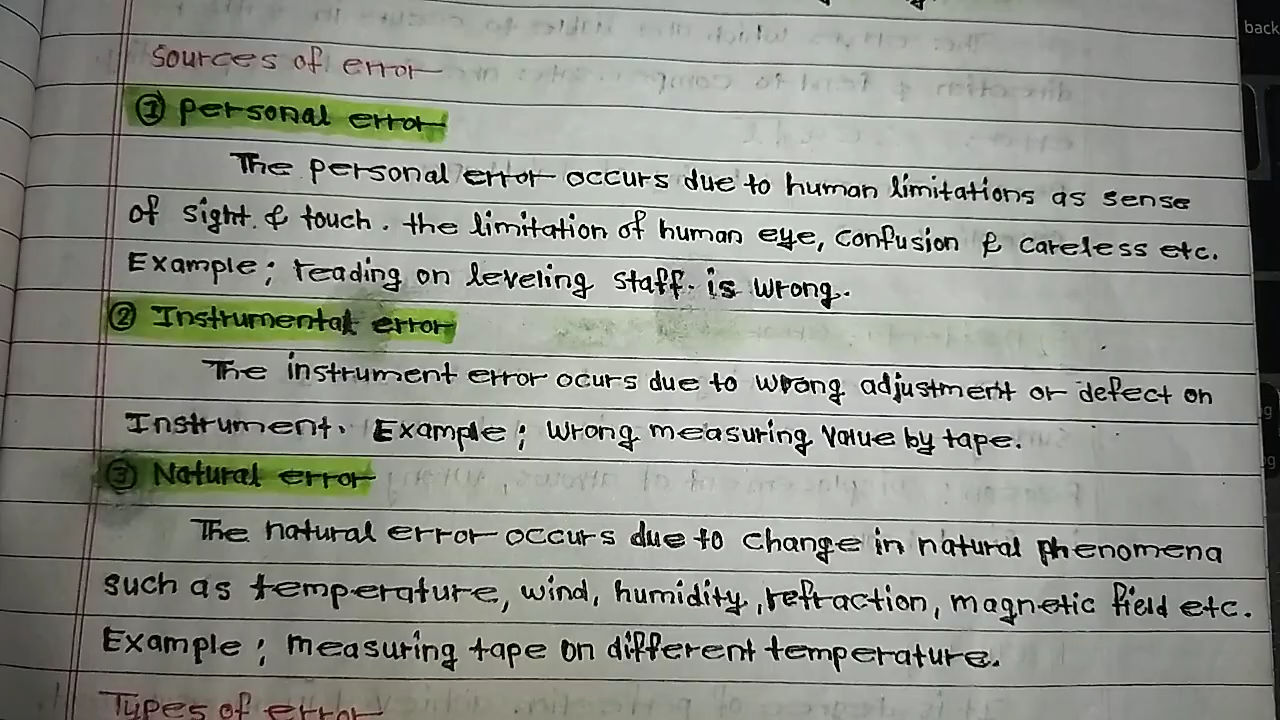 Sources of error
① Personal error
The personal error occurs due to human limitations as sense
of sight. & touch. the limitation of human eye, confusion & careless etc.
Example; reading on leveling staff. is wrong.
② Instrumental error
The instrument error ocurs due to wrong adjustment or defect on
Instrument. Example; wrong measuring value by tape.
③ Natural error
The natural error occurs due to change in natural phenomena
such as temperature, wind, humidity, refraction, magnetic field etc.
Example; measuring tape on different temperature.
Types of error
back